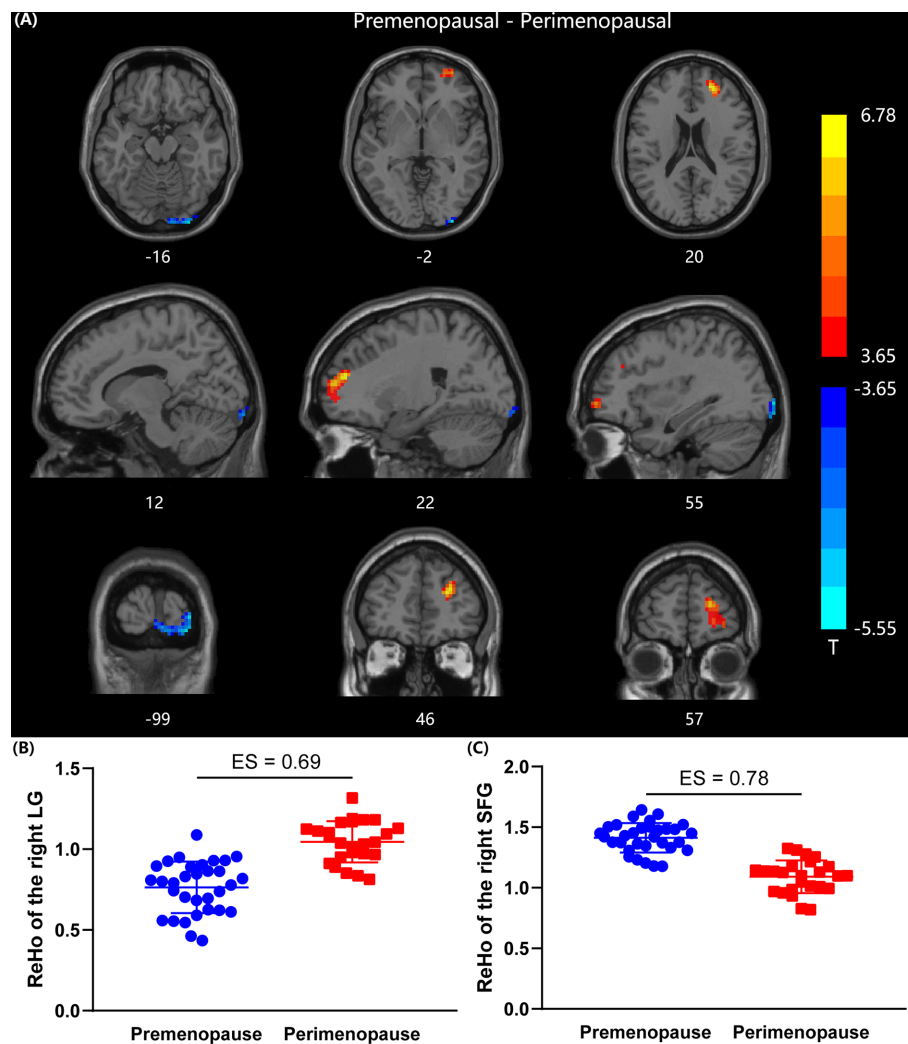 (A)
Premenopausal - Perimenopausal
-16
-2
20
6.78
3.65
-3.65
-5.55
T
12
22
55
-99
46
57
(B)
ES = 0.69
ReHo of the right LG
1.5
1.0
0.5
0.0
Premenopause Perimenopause
(C)
ES = 0.78
ReHo of the right SFG
2.0
1.5
1.0
0.5
0.0
Premenopause Perimenopause